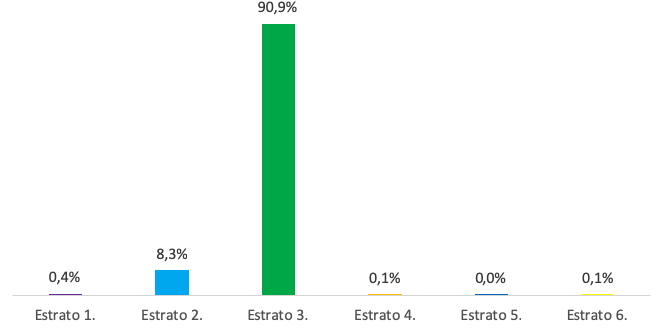 90,9%
8,3%
0,4%
0,1%
0,0%
0,1%
Estrato 1.
Estrato 2.
Estrato 3.
Estrato 4.
Estrato 5.
Estrato 6.